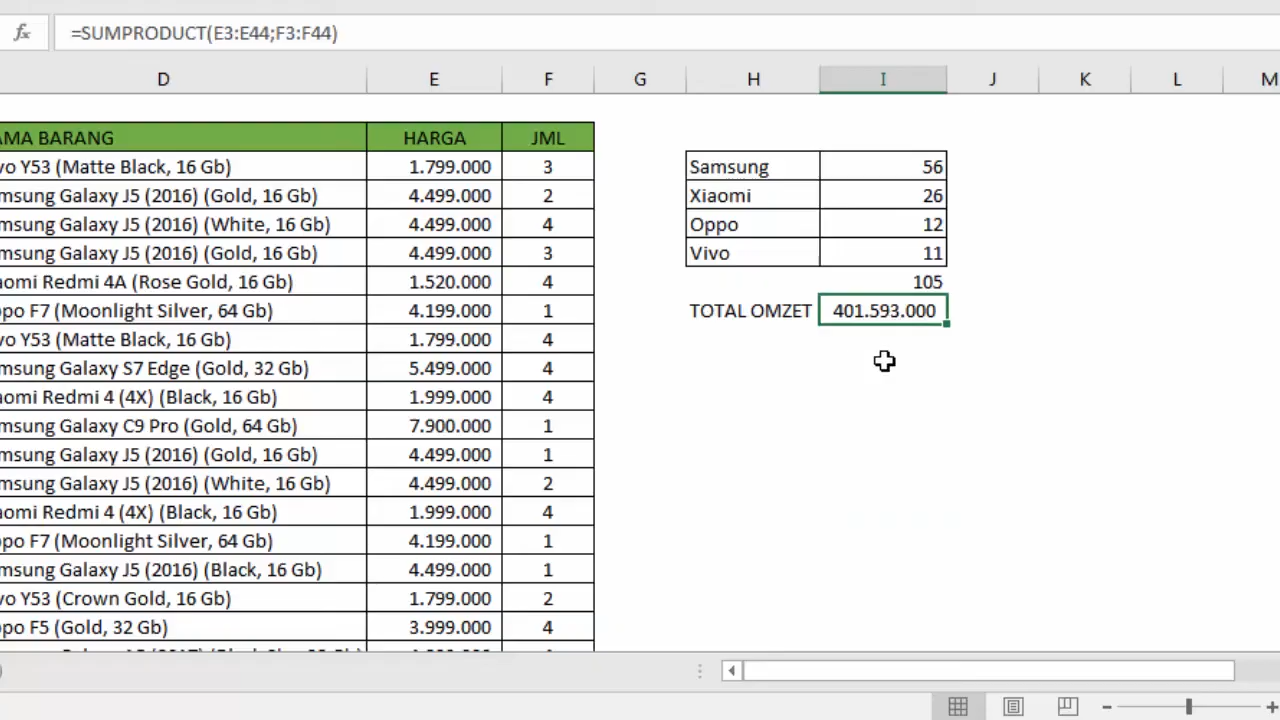 fx =SUMPRODUCT(E3:E44;F3:F44)
D E F G H I J K L M
AMA BARANG HARGA JML
vo Y53 (Matte Black, 16 Gb) 1.799.000 3 Samsung 56
msung Galaxy J5 (2016) (Gold, 16 Gb) 4.499.000 2 Xiaomi 26
msung Galaxy J5 (2016) (White, 16 Gb) 4.499.000 4 Oppo 12
msung Galaxy J5 (2016) (Gold, 16 Gb) 4.499.000 3 Vivo 11
aomi Redmi 4A (Rose Gold, 16 Gb) 1.520.000 4 105
ppo F7 (Moonlight Silver, 64 Gb) 4.199.000 1 TOTAL OMZET 401.593.000
vo Y53 (Matte Black, 16 Gb) 1.799.000 4
msung Galaxy S7 Edge (Gold, 32 Gb) 5.499.000 4
aomi Redmi 4 (4X) (Black, 16 Gb) 1.999.000 4
msung Galaxy C9 Pro (Gold, 64 Gb) 7.900.000 1
msung Galaxy J5 (2016) (Gold, 16 Gb) 4.499.000 1
msung Galaxy J5 (2016) (White, 16 Gb) 4.499.000 2
aomi Redmi 4 (4X) (Black, 16 Gb) 1.999.000 4
ppo F7 (Moonlight Silver, 64 Gb) 4.199.000 1
msung Galaxy J5 (2016) (Black, 16 Gb) 4.499.000 1
vo Y53 (Crown Gold, 16 Gb) 1.799.000 2
ppo F5 (Gold, 32 Gb) 3.999.000 4